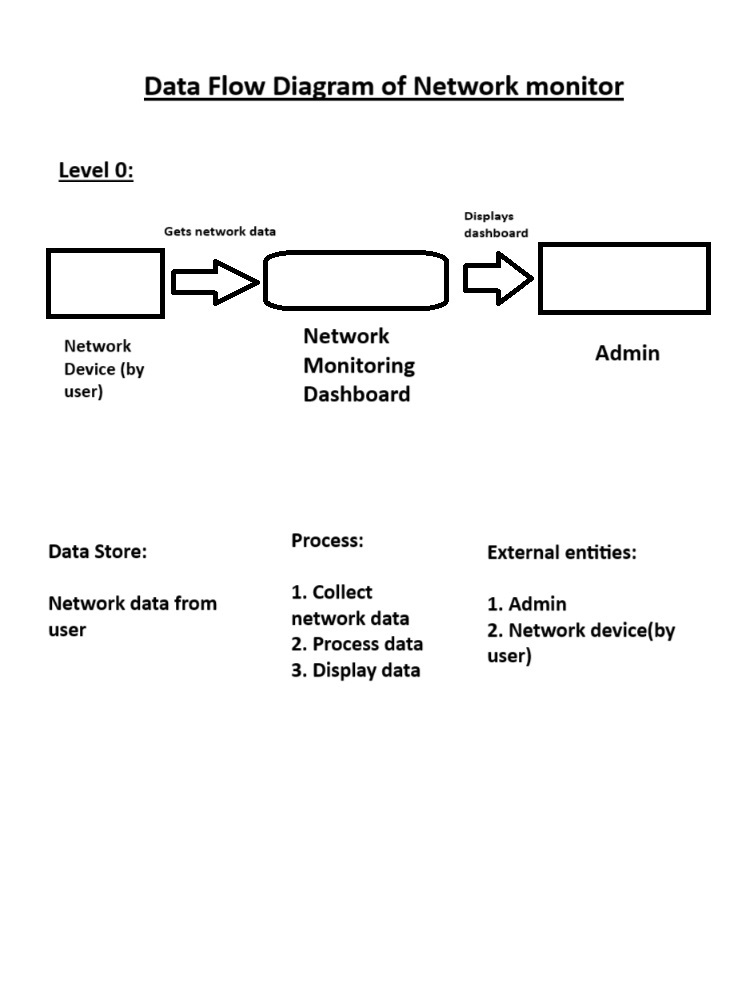 Data Flow Diagram of Network monitor
Level 0:
Gets network data
Displays
dashboard
Network
Device (by
user)
Network
Monitoring
Dashboard
Admin
Data Store:
Network data from
user
Process:
1. Collect
network data
2. Process data
3. Display data
External entities:
1. Admin
2. Network device(by
user)